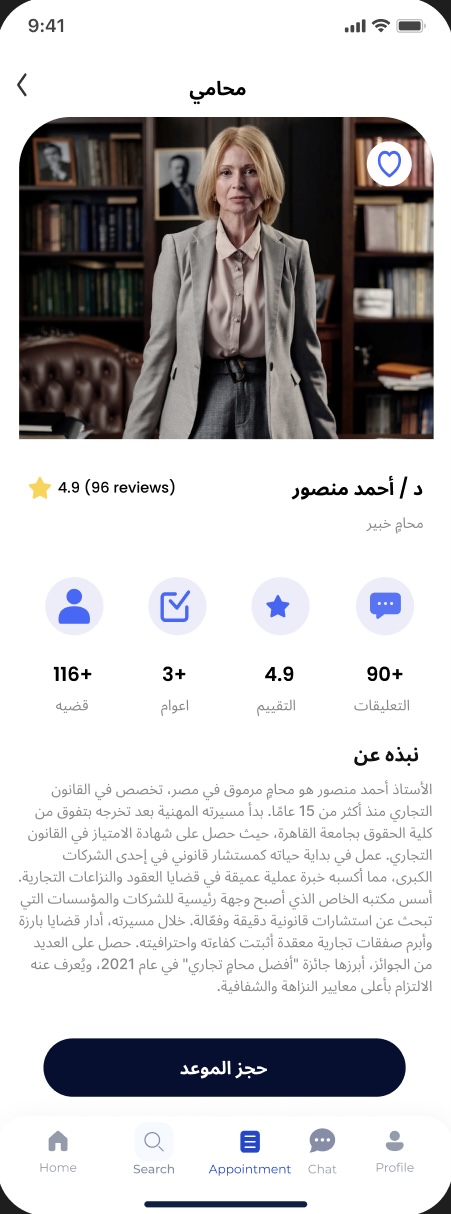 9:41
محامي
د / أحمد منصور
4.9 (96 reviews)
محامٍ خبير
90+
4.9
3+
116+
التعليقات
التقييم
اعوام
قضيه
نبذه عن
الأستاذ أحمد منصور هو محامٍ مرموق في مصر، تخصص في القانون
التجاري منذ أكثر من 15 عامًا. بدأ مسيرته المهنية بعد تخرجه بتفوق من
كلية الحقوق بجامعة القاهرة، حيث حصل على شهادة الامتياز في القانون
التجاري. عمل في بداية حياته كمستشار قانوني في إحدى الشركات
الكبرى، مما أكسبه خبرة عملية عميقة في قضايا العقود والنزاعات التجارية.
أسس مكتبه الخاص الذي أصبح وجهة رئيسية للشركات والمؤسسات التي
تبحث عن استشارات قانونية دقيقة وفعّالة. خلال مسيرته، أدار قضايا بارزة
وأبرم صفقات تجارية معقدة أثبتت كفاءته واحترافيته. حصل على العديد
من الجوائز، أبرزها جائزة "أفضل محامٍ تجاري" في عام 2021، ويُعرف عنه
الالتزام بأعلى معايير النزاهة والشفافية.
حجز الموعد
Home
Search
Appointment
Chat
Profile